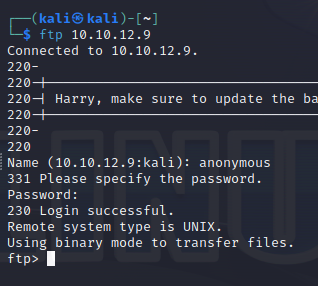 (kali㉿kali)-[~]
$ ftp 10.10.12.9
Connected to 10.10.12.9.
220-
220-
220-| Harry, make sure to update the ba
220-
220-
220
Name (10.10.12.9:kali): anonymous
331 Please specify the password.
Password:
230 Login successful.
Remote system type is UNIX.
Using binary mode to transfer files.
ftp>